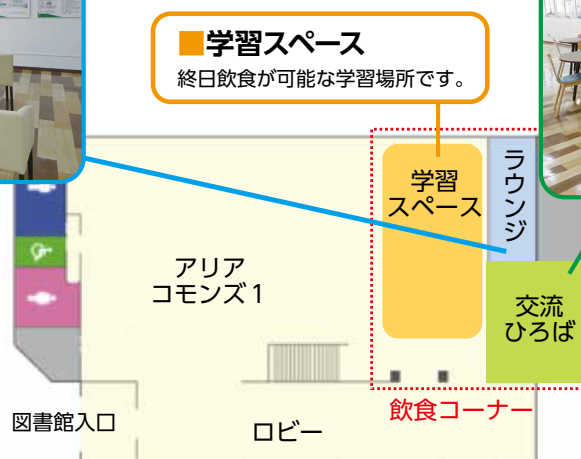 ■学習スペース
終日飲食が可能な学習場所です。
学習
スペース
ラウンジ
アリア
コモンズ1
交流
ひろば
飲食コーナー
図書館入口
ロビー